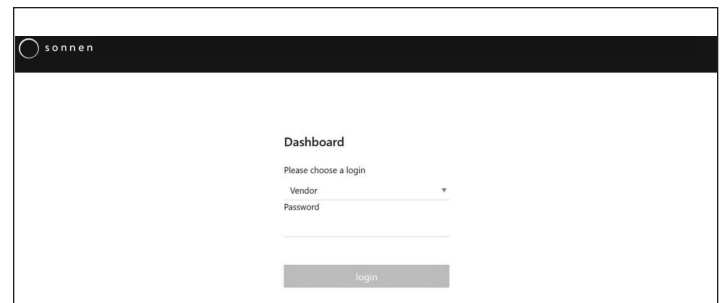 sonnen
Dashboard
Please choose a login
Vendor
Password
login